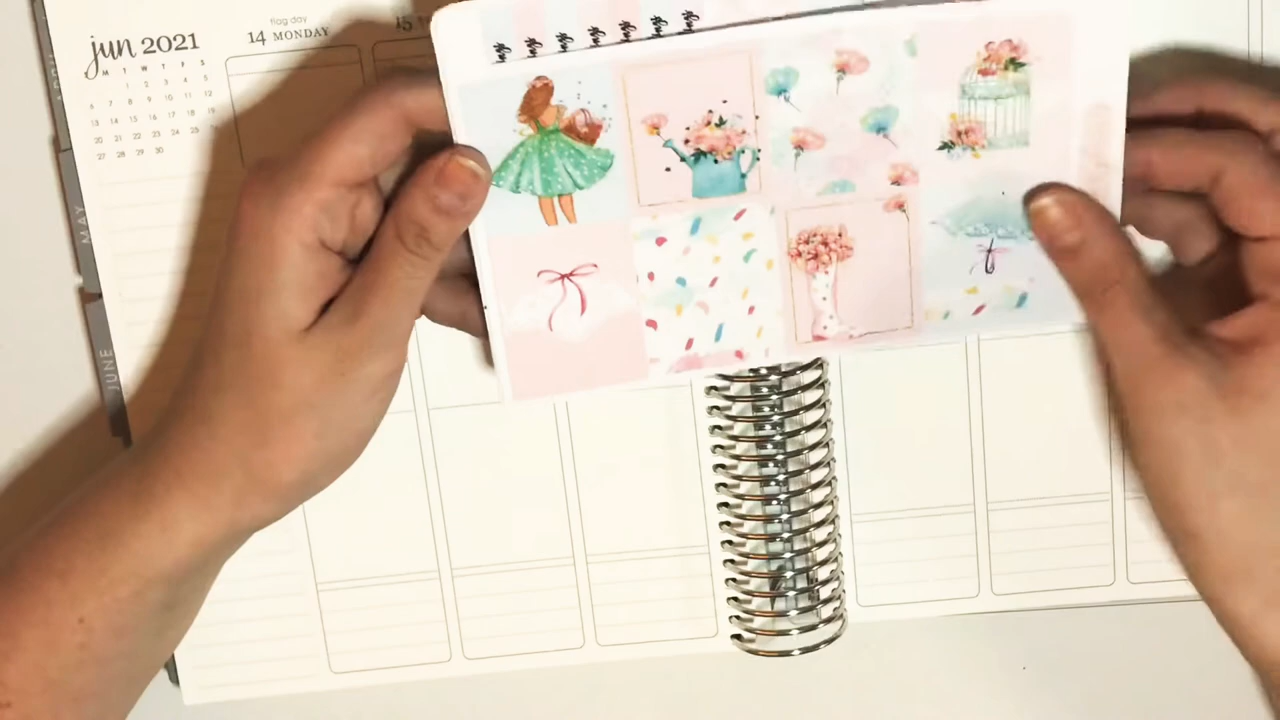 jun 2021
flag day
14 MONDAY
15
M T W T F S
1 2 3 4 5
6 7 8 9 10 11 12
13 14 15 16 17 18 19
20 21 22 23 24 25
27 28 29 30
MAY
JUNE